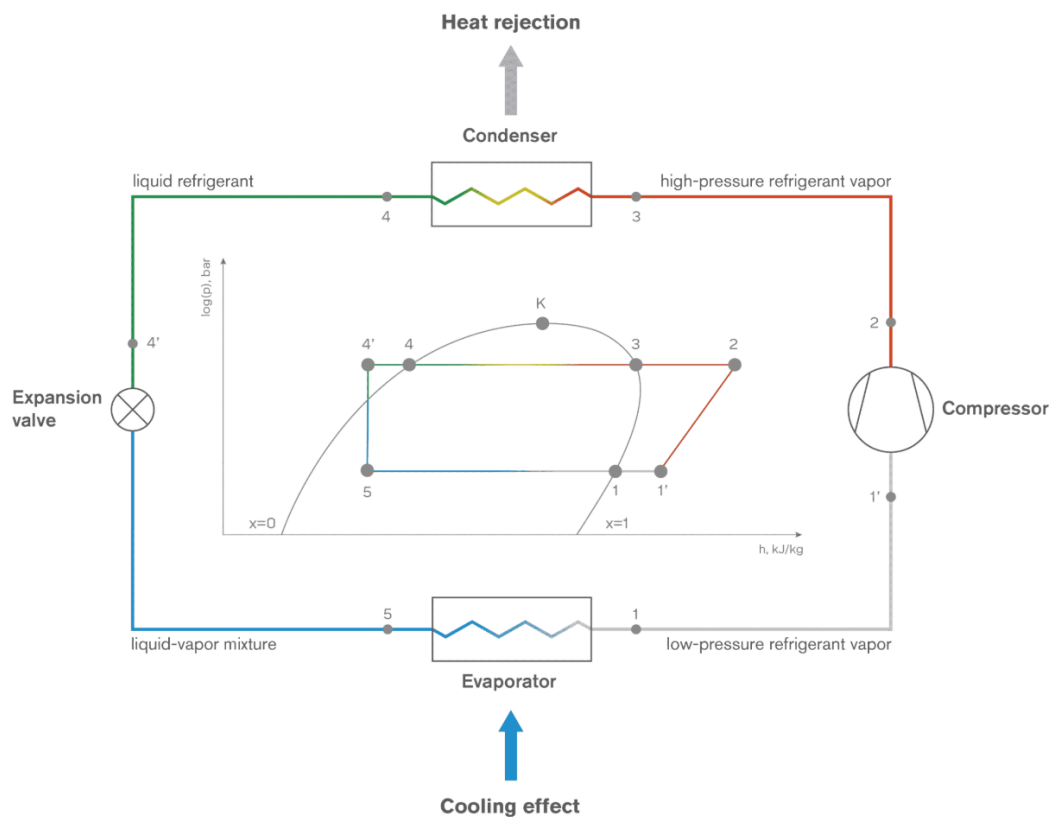 Heat rejection
Condenser
liquid refrigerant
high-pressure refrigerant vapor
4
3
log(p), bar
K
2
4'
4'
4
3
2
Expansion
valve
Compressor
5
1
1'
1'
x=0
x=1
h, kJ/kg
5
1
liquid-vapor mixture
low-pressure refrigerant vapor
Evaporator
Cooling effect